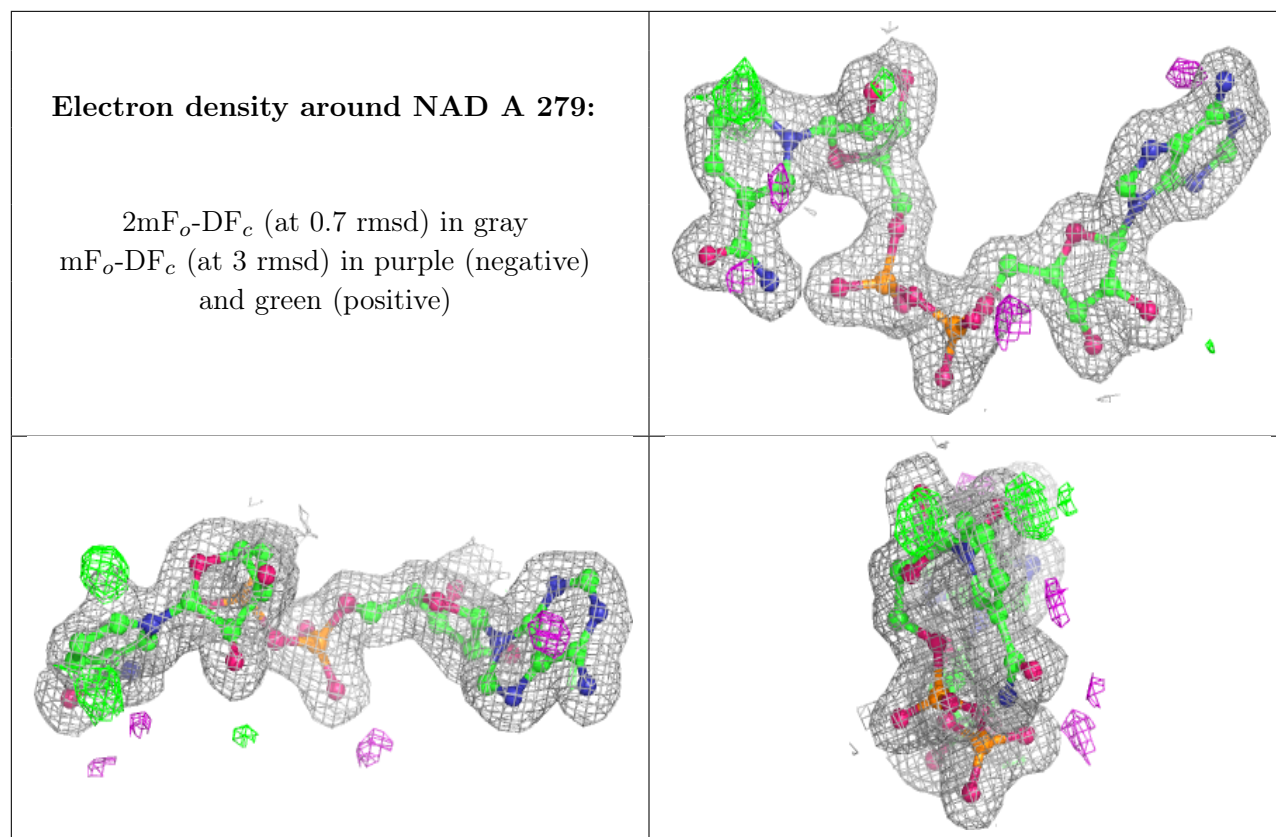 Electron density around NAD A 279:
2mFo-DFc (at 0.7 rmsd) in gray
mFo-DFc (at 3 rmsd) in purple (negative)
and green (positive)